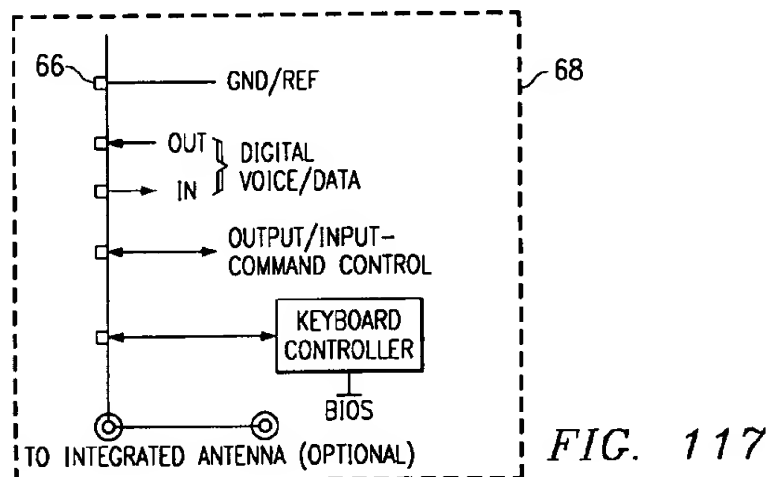 66
GND/REF
68
OUT
DIGITAL
VOICE/DATA
IN
OUTPUT/INPUT-
COMMAND CONTROL
KEYBOARD
CONTROLLER
BIOS
TO INTEGRATED ANTENNA (OPTIONAL)
FIG. 117